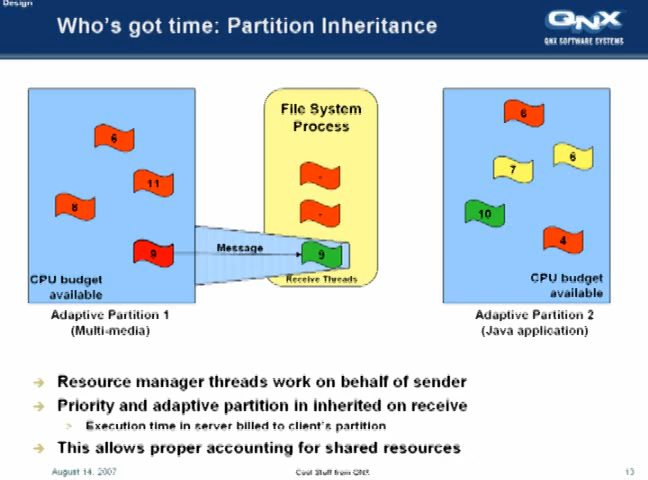 Design
Who's got time: Partition Inheritance
QNX
QNX SOFTWARE SYSTEMS
File System
Process
6
11
8
9
CPU budget
available
Adaptive Partition 1
(Multi-media)
-
-
Message
9
Receive Threads
6
6
7
10
4
CPU budget
available
Adaptive Partition 2
(Java application)
→ Resource manager threads work on behalf of sender
→ Priority and adaptive partition in inherited on receive
> Execution time in server billed to client's partition
→ This allows proper accounting for shared resources
August 14, 2007
Cool Stuff from QNX
13